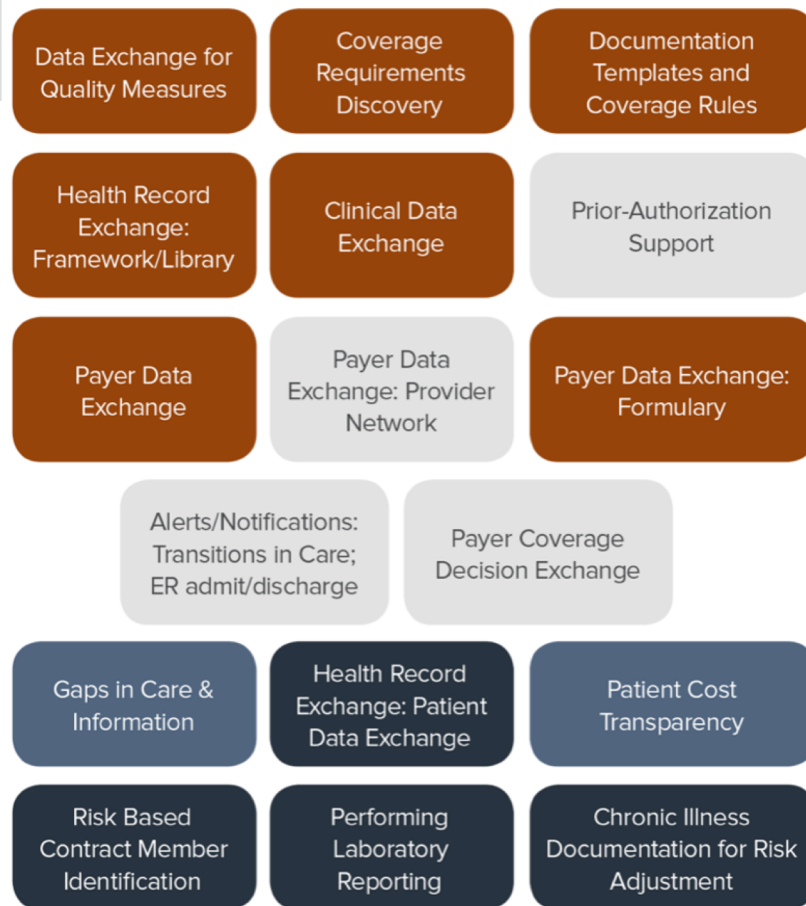 Data Exchange for
Quality Measures
Coverage
Requirements
Discovery
Documentation
Templates and
Coverage Rules
Health Record
Exchange:
Framework/Library
Clinical Data
Exchange
Prior-Authorization
Support
Payer Data
Exchange
Payer Data
Exchange: Provider
Network
Payer Data Exchange:
Formulary
Alerts/Notifications:
Transitions in Care;
ER admit/discharge
Payer Coverage
Decision Exchange
Gaps in Care &
Information
Health Record
Exchange: Patient
Data Exchange
Patient Cost
Transparency
Risk Based
Contract Member
Identification
Performing
Laboratory
Reporting
Chronic Illness
Documentation for Risk
Adjustment